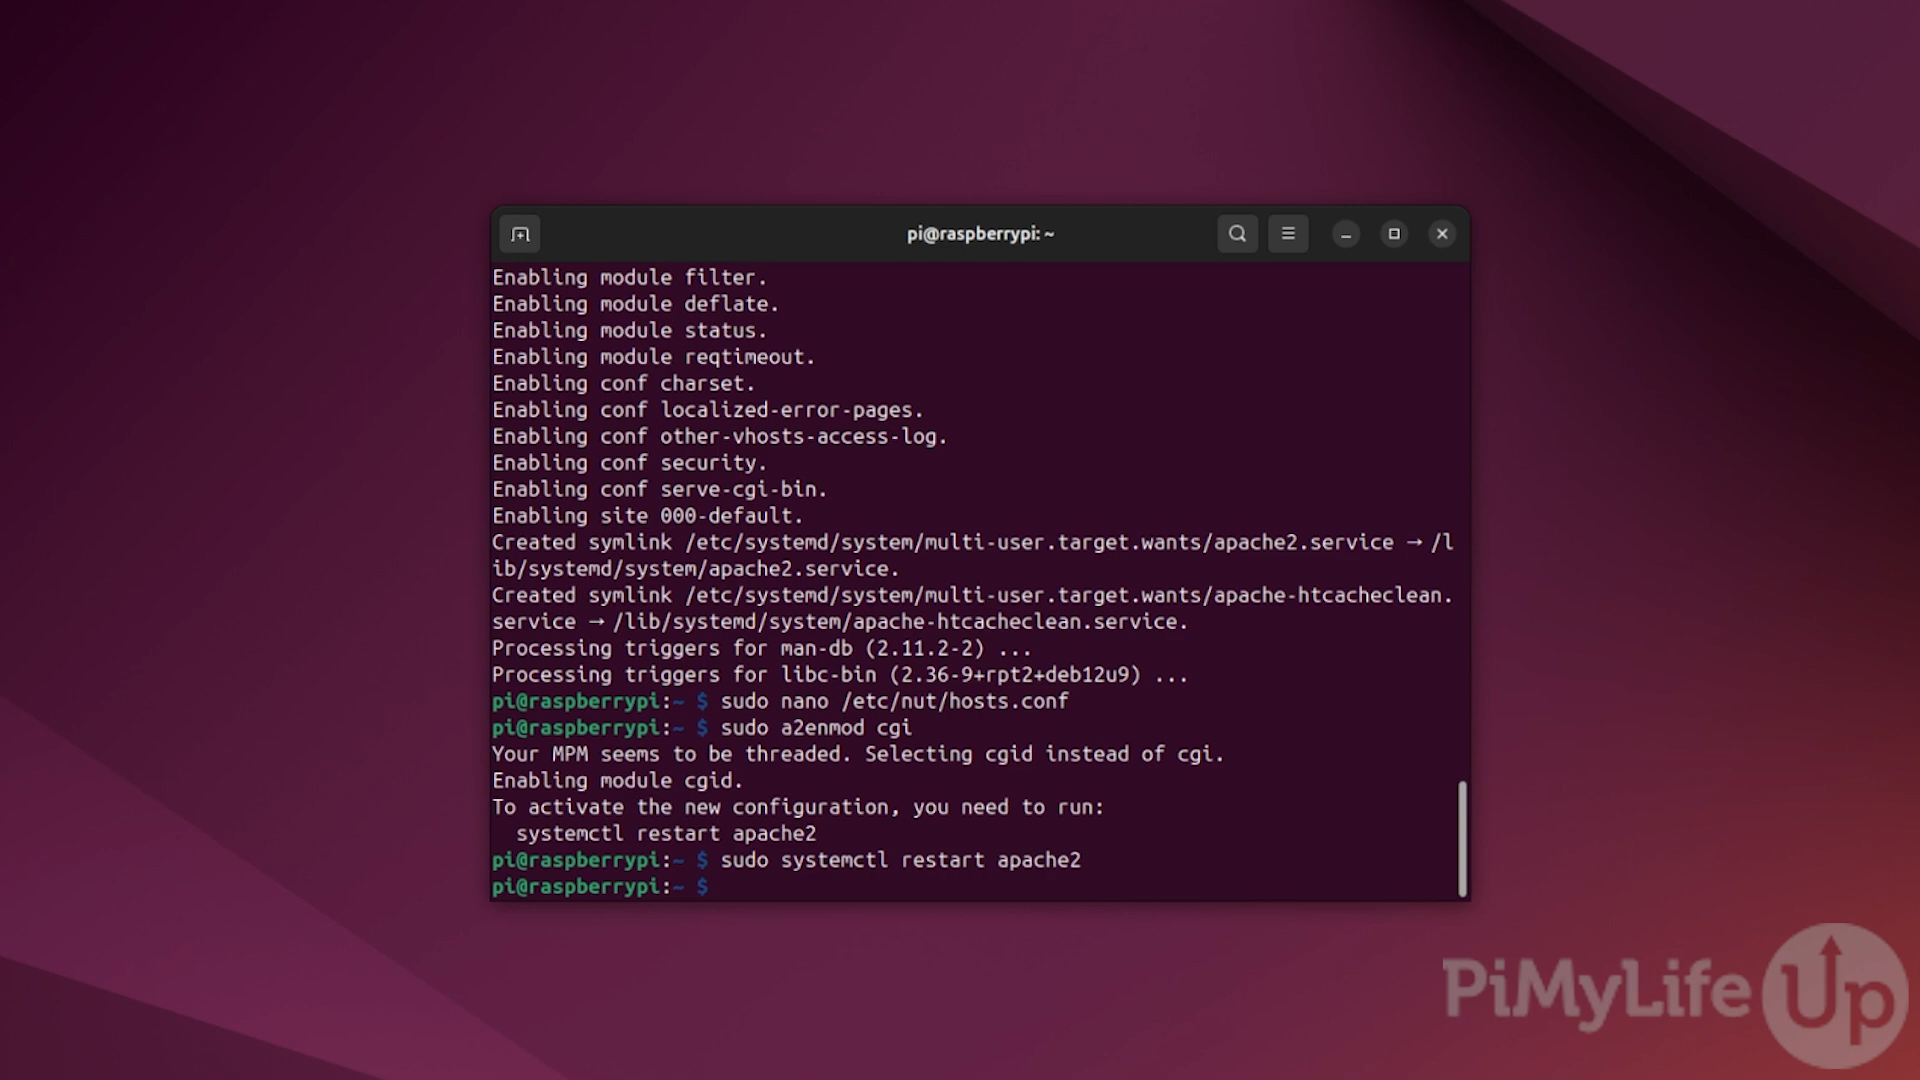 pi@raspberrypi: ~
Enabling module filter.
Enabling module deflate.
Enabling module status.
Enabling module reqtimeout.
Enabling conf charset.
Enabling conf localized-error-pages.
Enabling conf other-vhosts-access-log.
Enabling conf security.
Enabling conf serve-cgi-bin.
Enabling site 000-default.
Created symlink /etc/systemd/system/multi-user.target.wants/apache2.service → /l
ib/systemd/system/apache2.service.
Created symlink /etc/systemd/system/multi-user.target.wants/apache-htcacheclean.
service → /lib/systemd/system/apache-htcacheclean.service.
Processing triggers for man-db (2.11.2-2) ...
Processing triggers for libc-bin (2.36-9+rpt2+deb12u9) ...
pi@raspberrypi:~ $ sudo nano /etc/nut/hosts.conf
pi@raspberrypi:~ $ sudo a2enmod cgi
Your MPM seems to be threaded. Selecting cgid instead of cgi.
Enabling module cgid.
To activate the new configuration, you need to run:
  systemctl restart apache2
pi@raspberrypi:~ $ sudo systemctl restart apache2
pi@raspberrypi:~ $
PiMyLifeUp